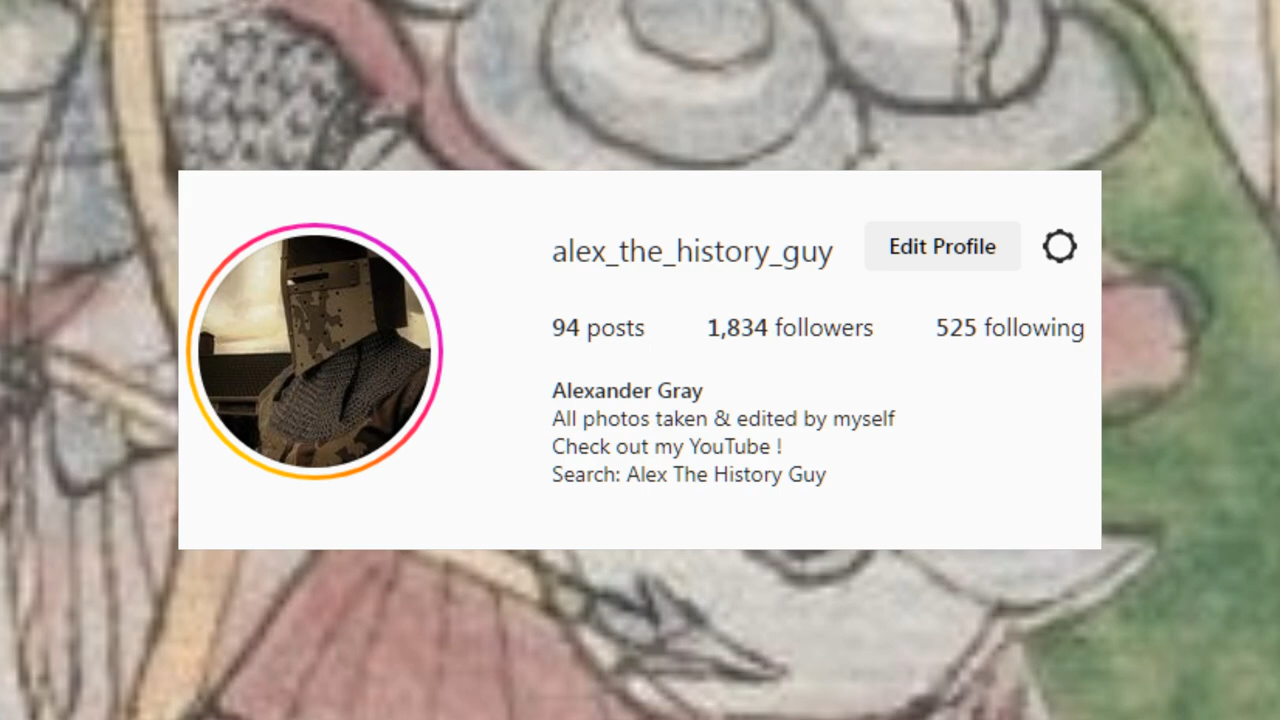 alex_the_history_guy Edit Profile
94 posts 1,834 followers 525 following
Alexander Gray
All photos taken & edited by myself
Check out my YouTube !
Search: Alex The History Guy